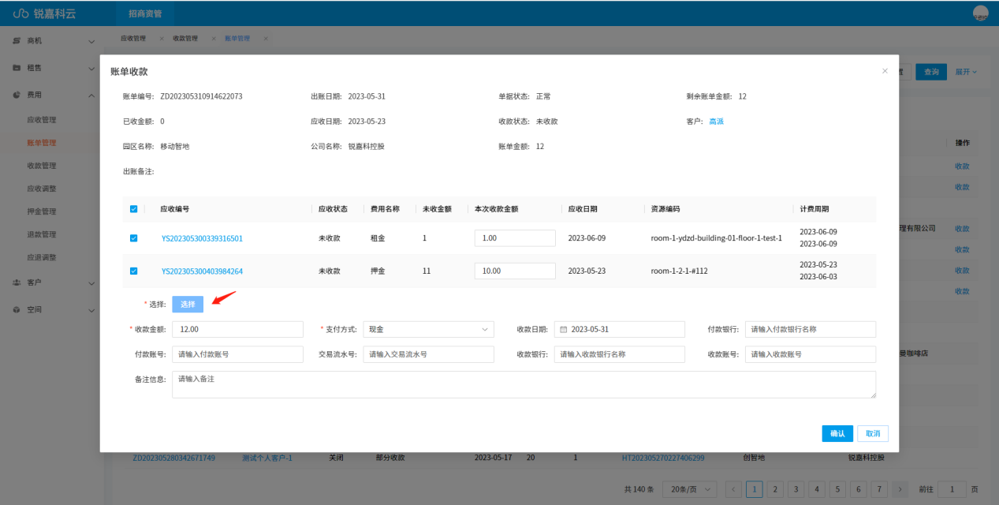 锐嘉科云 招商资管
商机 应收管理 × 收款管理 × 账单管理 ×
租售 账单收款 × 置 查询 展开
费用 账单编号: ZD202305310914622073 出账日期: 2023-05-31 单据状态: 正常 剩余账单金额: 12
应收管理 已收金额: 0 应收日期: 2023-05-23 收款状态: 未收款 客户: 高派
账单管理 园区名称: 移动智地 公司名称: 锐嘉科控股 账单金额: 12 操作
收款管理 出账备注: 收款
应收调整 收款
押金管理 应收编号 应收状态 费用名称 未收金额 本次收款金额 应收日期 资源编码 计费周期
退款管理 YS202305300339316501 未收款 租金 1 1.00 2023-06-09 room-1-ydzd-building-01-floor-1-test-1 2023-06-09 理有限公司 收款
2023-06-09
应退调整 收款
客户 YS202305300403984264 未收款 押金 11 10.00 2023-05-23 room-1-2-1-#112 2023-05-23 收款
2023-06-03
收款
空间 * 选择: 选择
* 收款金额: 12.00 * 支付方式: 现金 收款日期: 2023-05-31 付款银行: 请输入付款银行名称
付款账号: 请输入付款账号 交易流水号: 请输入交易流水号 收款银行: 请输入收款银行名称 收款账号: 请输入收款账号 曼咖啡店
备注信息: 请输入备注
确认 取消
ZD202305280342671749 测试个人客户-1 关闭 部分收款 2023-05-17 20 1 HT202305270227406299 创智地 锐嘉科控股
共 140 条 20条/页 < 1 2 3 4 5 6 7 > 前往 1 页